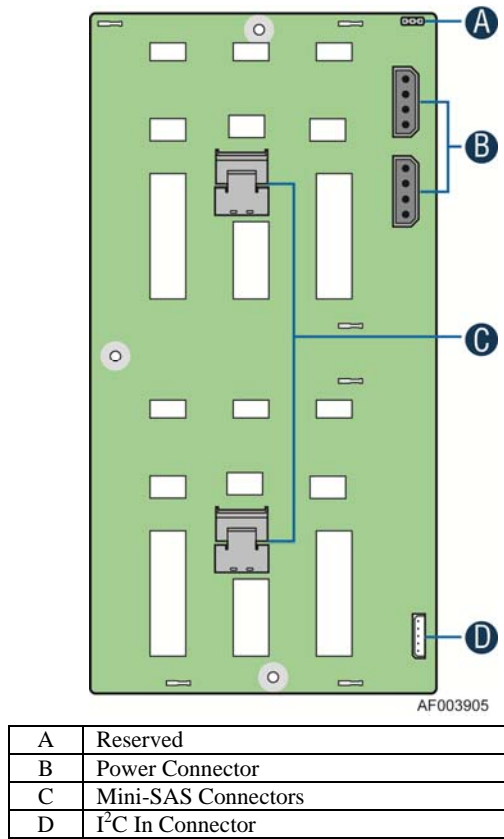 A
B
C
D
AF003905
A Reserved
B Power Connector
C Mini-SAS Connectors
D I²C In Connector